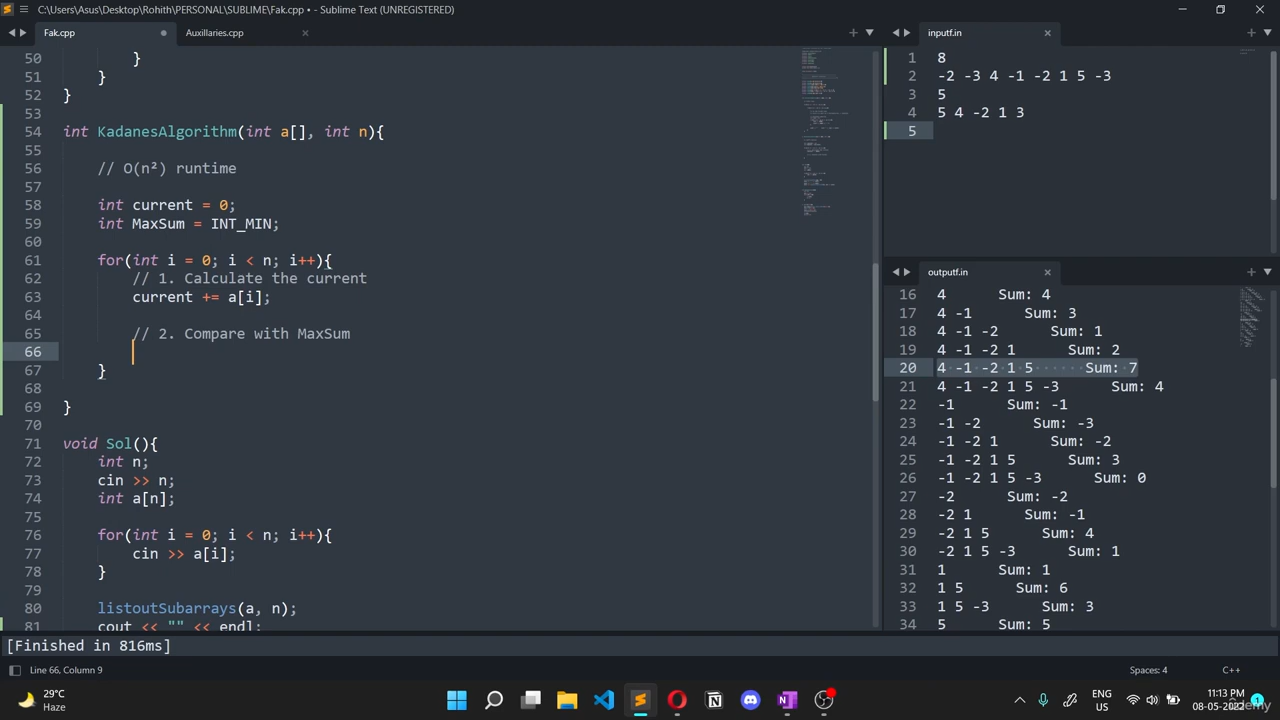 C:\Users\Asus\Desktop\Rohith\PERSONAL\SUBLIME\Fak.cpp • - Sublime Text (UNREGISTERED)
Fak.cpp
Auxillaries.cpp
50 }
51 }
52 }
53
54 int KadanesAlgorithm(int a[], int n){
55
56 // O(n²) runtime
57
58 int current = 0;
59 int MaxSum = INT_MIN;
60
61 for(int i = 0; i < n; i++){
62 // 1. Calculate the current
63 current += a[i];
64
65 // 2. Compare with MaxSum
66
67 }
68
69 }
70
71 void Sol(){
72 int n;
73 cin >> n;
74 int a[n];
75
76 for(int i = 0; i < n; i++){
77 cin >> a[i];
78 }
79
80 listoutSubarrays(a, n);
81 cout << "" << endl;
inputf.in
1 8
2 -2 -3 4 -1 -2 1 5 -3
3 5
4 5 4 -2 1 3
5
outputf.in
16 4 Sum: 4
17 4 -1 Sum: 3
18 4 -1 -2 Sum: 1
19 4 -1 -2 1 Sum: 2
20 4 -1 -2 1 5 Sum: 7
21 4 -1 -2 1 5 -3 Sum: 4
22 -1 Sum: -1
23 -1 -2 Sum: -3
24 -1 -2 1 Sum: -2
25 -1 -2 1 5 Sum: 3
26 -1 -2 1 5 -3 Sum: 0
27 -2 Sum: -2
28 -2 1 Sum: -1
29 -2 1 5 Sum: 4
30 -2 1 5 -3 Sum: 1
31 1 Sum: 1
32 1 5 Sum: 6
33 1 5 -3 Sum: 3
34 5 Sum: 5
[Finished in 816ms]
Line 66, Column 9
Spaces: 4
C++
29°C
Haze
ENG
US
11:13 PM
08-05-2022
1
Udemy